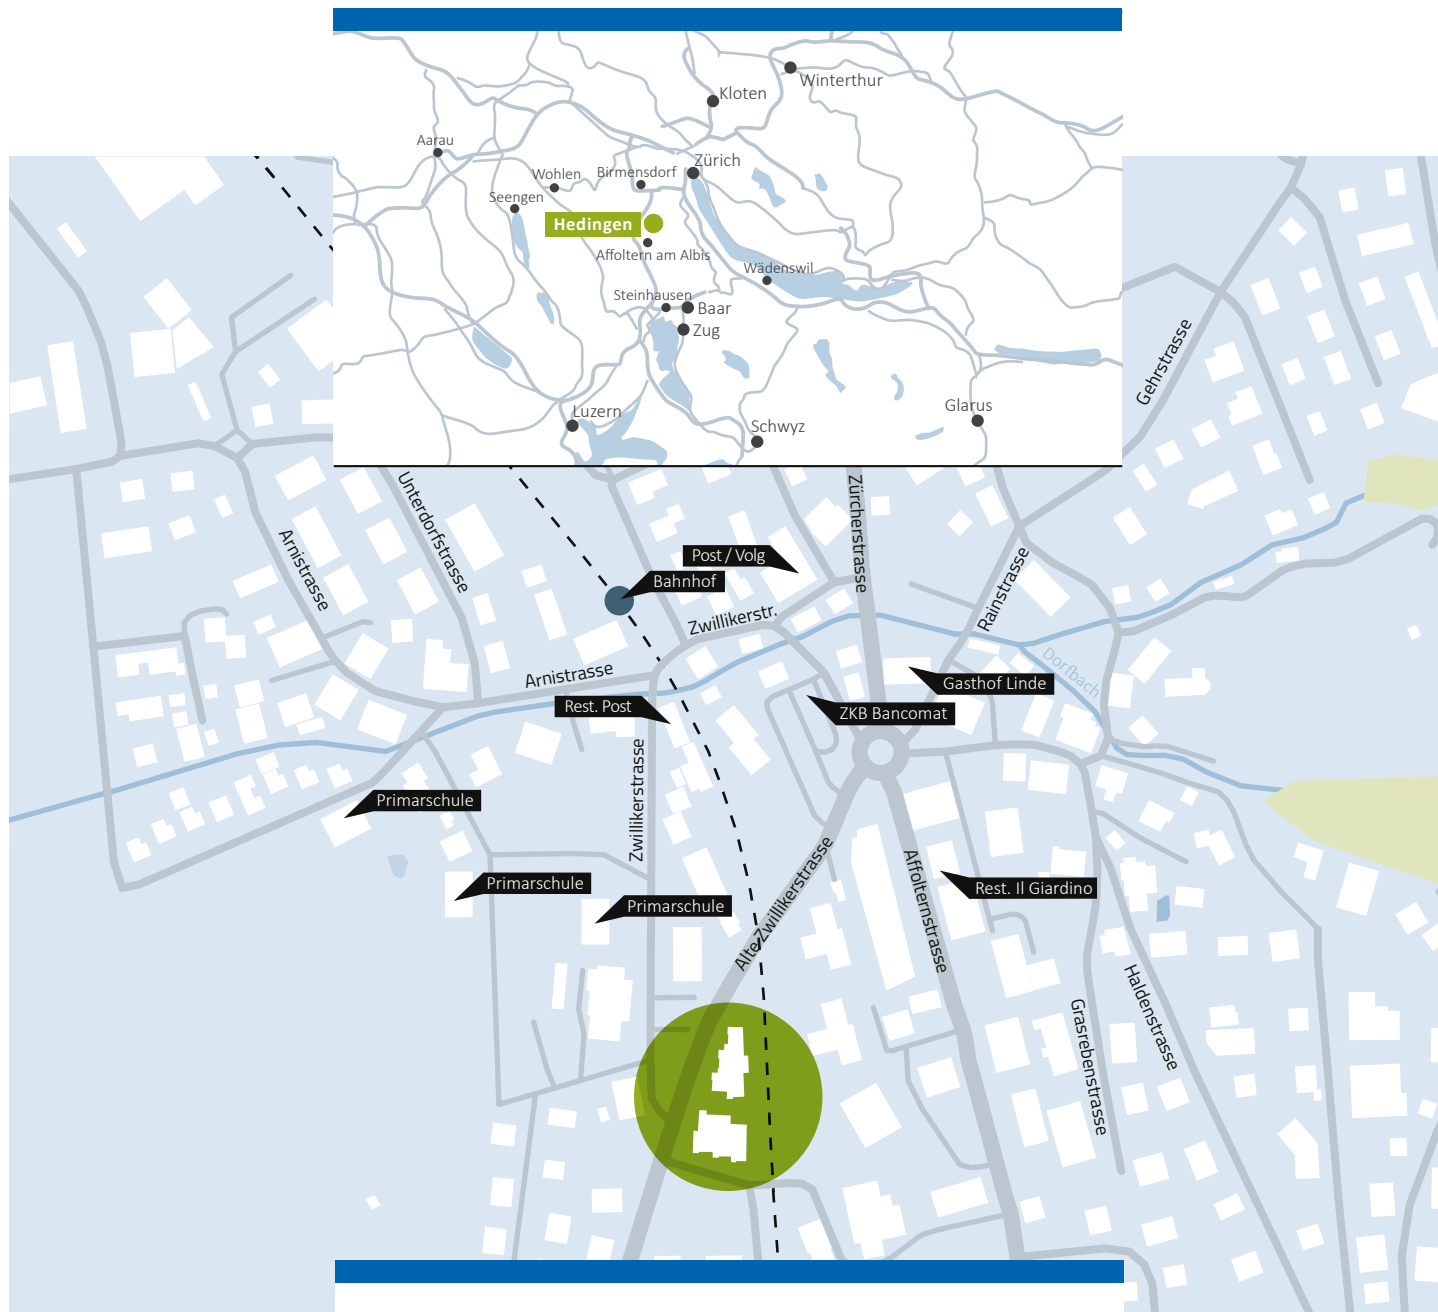 Winterthur
Kloten
Aarau
Zürich
Wohlen
Birmensdorf
Seengen
Hedingen
Affoltern am Albis
Wädenswil
Steinhausen
Baar
Zug
Luzern
Glarus
Schwyz
Gehrstrasse
Unterdorfstrasse
Zürcherstrasse
Arnistrasse
Post / Volg
Bahnhof
Rainstrasse
Zwillikerstr.
Dorfbach
Arnistrasse
Gasthof Linde
Rest. Post
ZKB Bancomat
Zwillikerstrasse
Primarschule
Alte Zwillikerstrasse
Affolternstrasse
Primarschule
Rest. Il Giardino
Primarschule
Haldenstrasse
Grasrebenstrasse